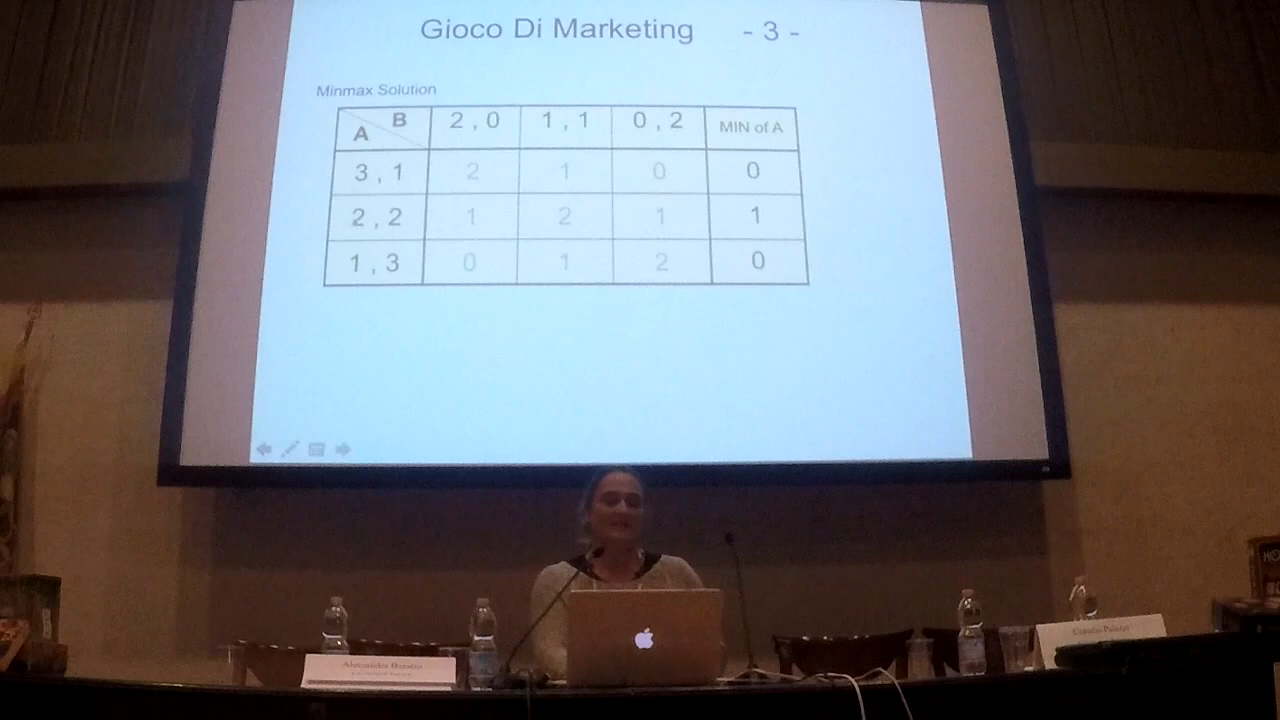 Gioco Di Marketing - 3 -
Minmax Solution
A B 2 , 0 1 , 1 0 , 2 MIN of A
3 , 1 2 1 0 0
2 , 2 1 2 1 1
1 , 3 0 1 2 0